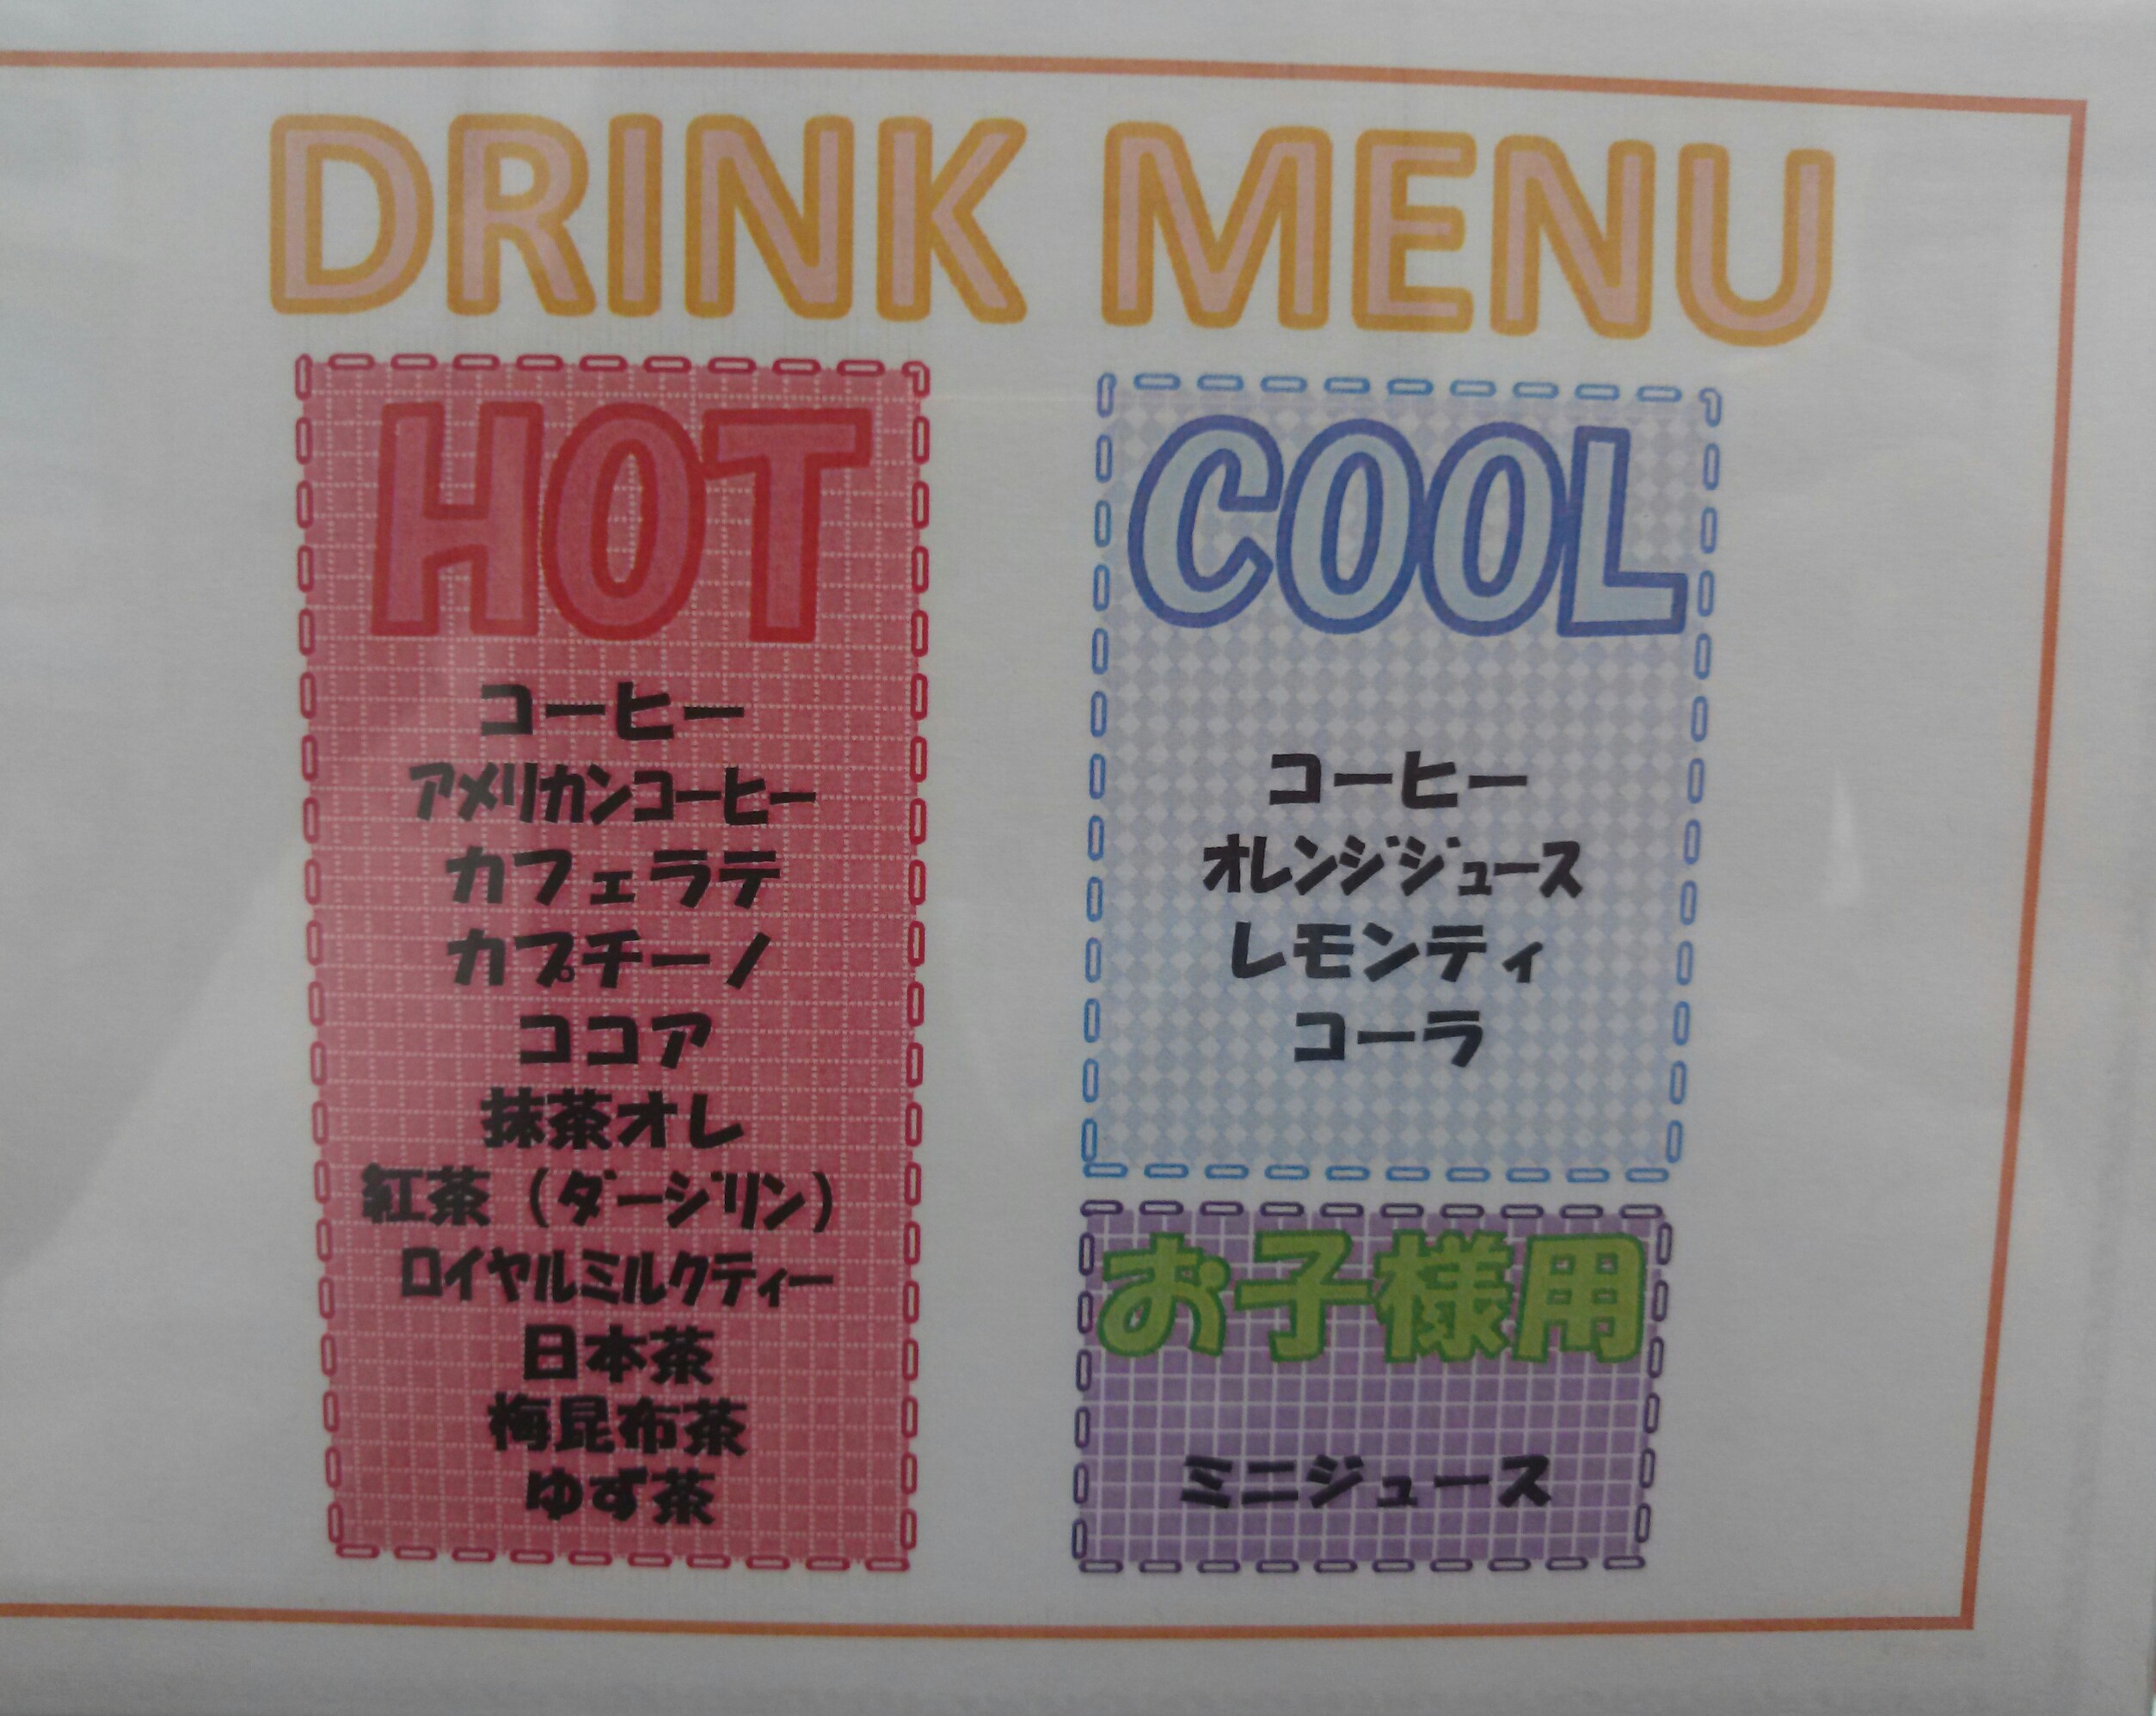 DRINK MENU
HOT
コーヒー
アメリカンコーヒー
カフェラテ
カプチーノ
ココア
抹茶オレ
紅茶（ダージリン）
ロイヤルミルクティー
日本茶
梅昆布茶
ゆず茶
COOL
コーヒー
オレンジジュース
レモンティ
コーラ
お子様用
ミニジュース